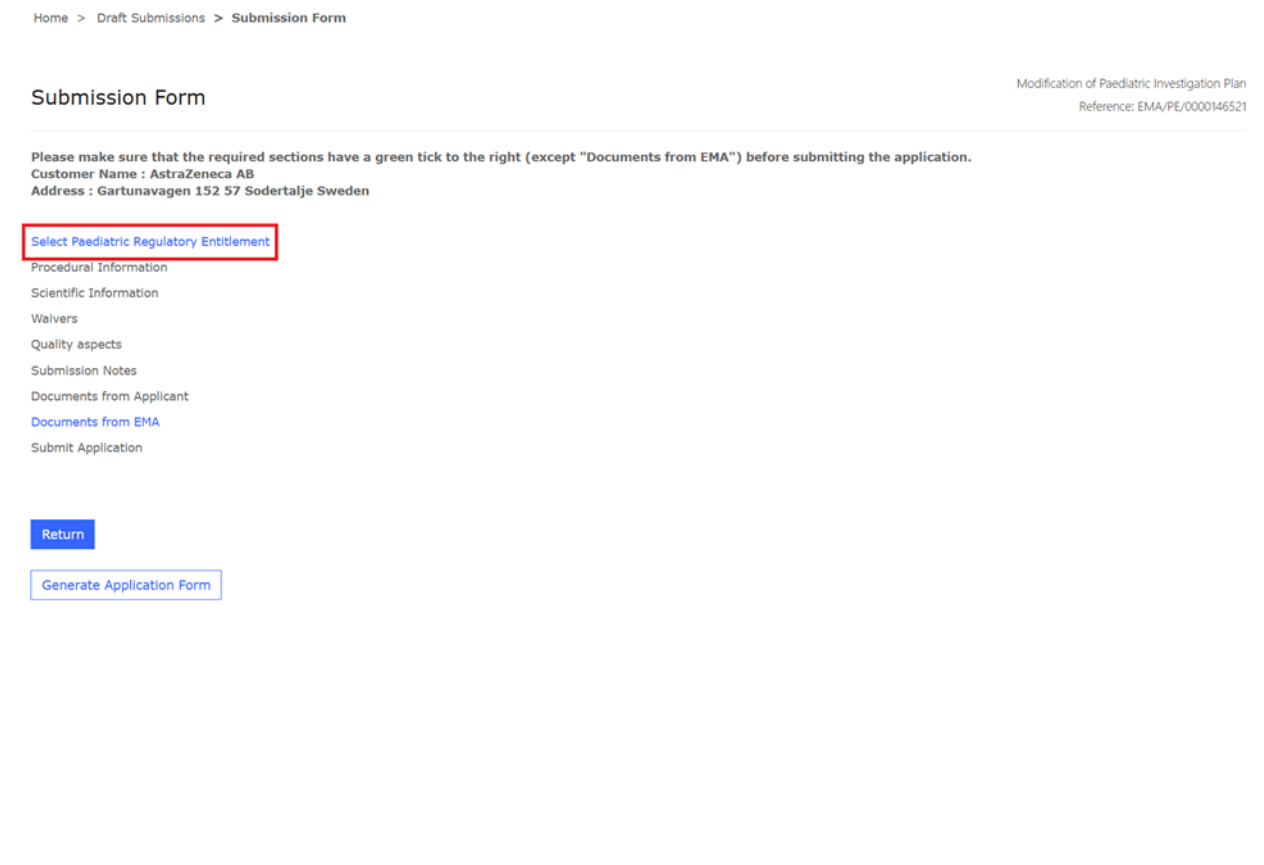 Home > Draft Submissions > Submission Form
Submission Form
Modification of Paediatric Investigation Plan
Reference: EMA/PE/0000146521
Please make sure that the required sections have a green tick to the right (except "Documents from EMA") before submitting the application.
Customer Name : AstraZeneca AB
Address : Gartunavagen 152 57 Sodertalje Sweden
Select Paediatric Regulatory Entitlement
Procedural Information
Scientific Information
Waivers
Quality aspects
Submission Notes
Documents from Applicant
Documents from EMA
Submit Application
Return
Generate Application Form